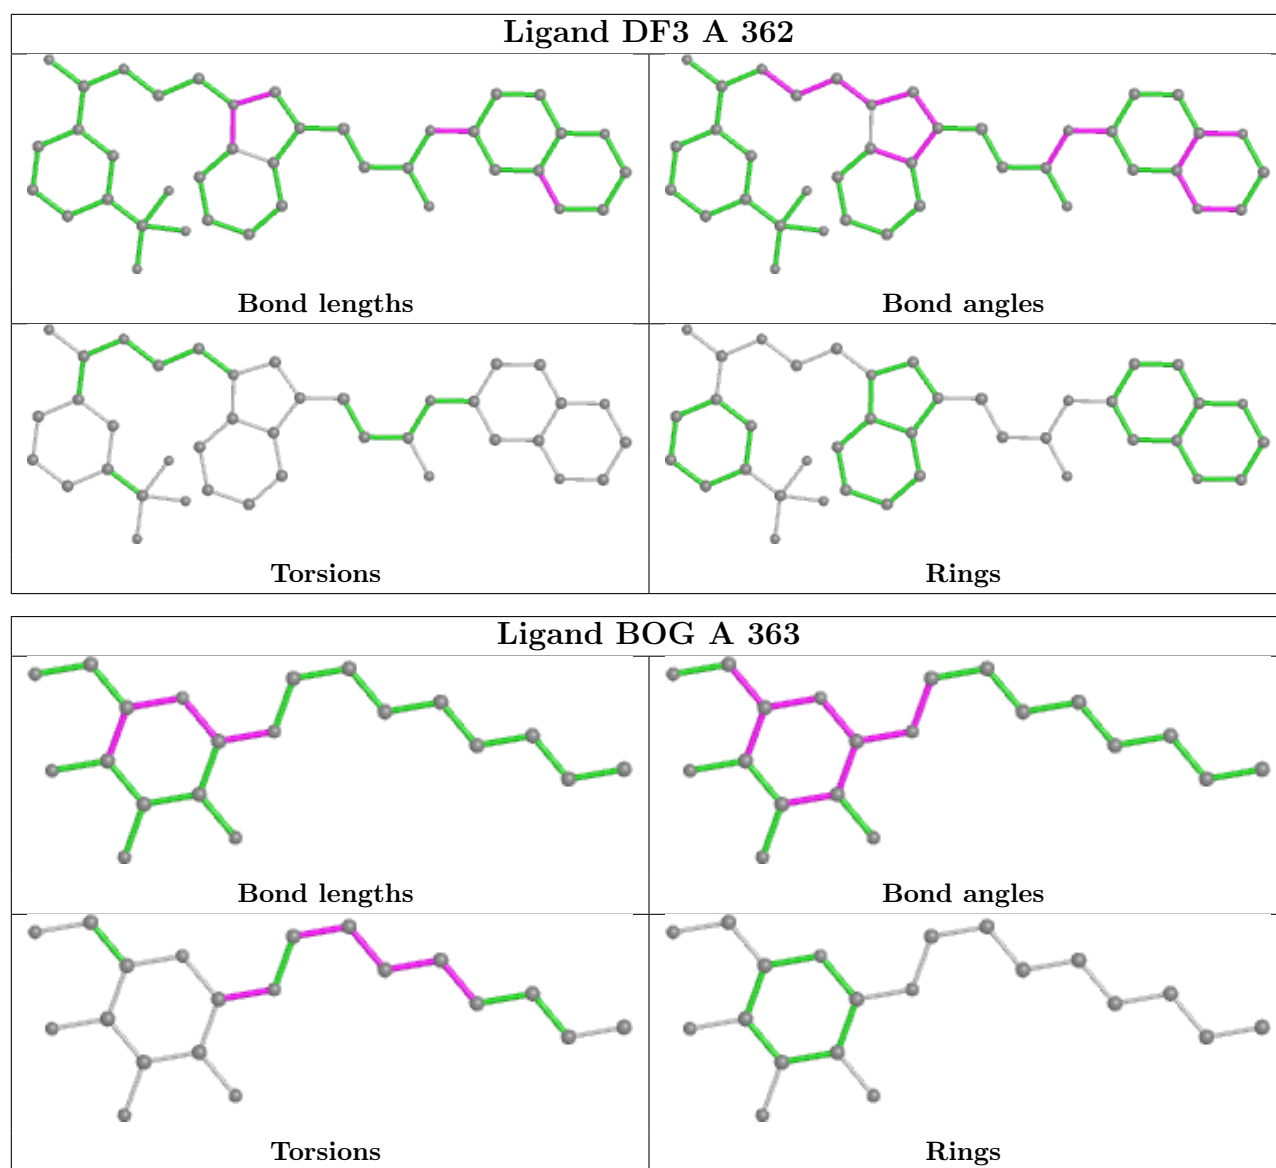 Ligand DF3 A 362
Bond lengths
Bond angles
Torsions
Rings
Ligand BOG A 363
Bond lengths
Bond angles
Torsions
Rings